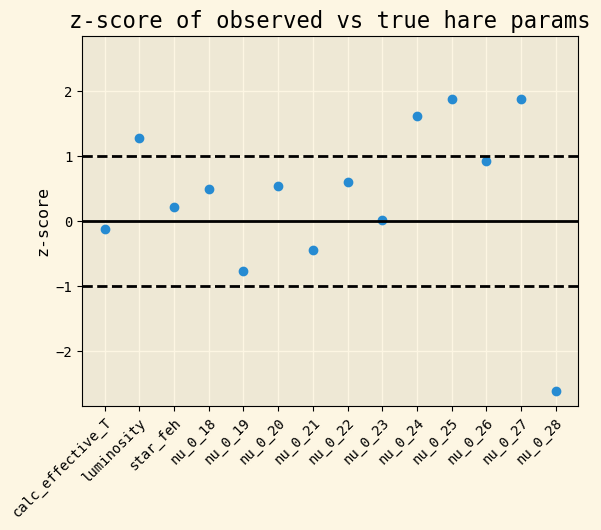 z-score of observed vs true hare params
z-score
2
1
0
−1
−2
calc_effective_T
luminosity
star_feh
nu_0_18
nu_0_19
nu_0_20
nu_0_21
nu_0_22
nu_0_23
nu_0_24
nu_0_25
nu_0_26
nu_0_27
nu_0_28